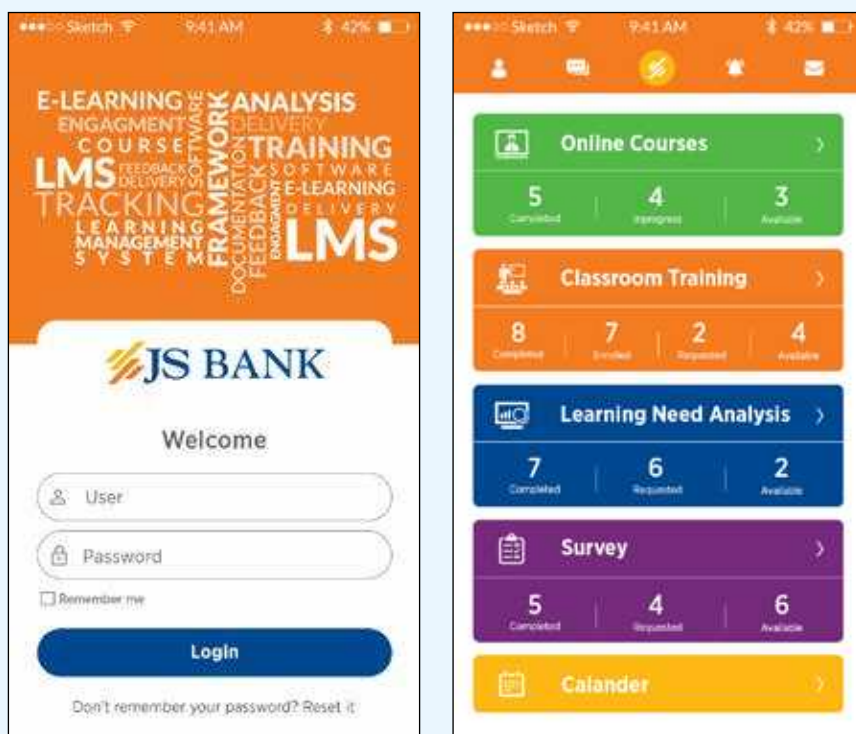 Sketch
9:41 AM
42%
E-LEARNING
ENGAGMENT
COURSE
LMS
FEEDBACK
DELIVERY
TRACKING
LEARNING
MANAGEMENT
SYSTEM
SOFTWARE
FRAMEWORK
ANALYSIS
DELIVERY
TRAINING
SOFTWARE
E-LEARNING
DELIVERY
LMS
DOCUMENTATION
FEEDBACK
ENGAGMENT
JS BANK
Welcome
User
Password
Remember me
LogIn
Don't remember your password? Reset it
Sketch
9:41 AM
42%
Online Courses
5 4 3
Completed Inprogress Available
Classroom Training
8 7 2 4
Completed Enrolled Requested Available
Learning Need Analysis
7 6 2
Completed Requested Available
Survey
5 4 6
Completed Requested Available
Calander